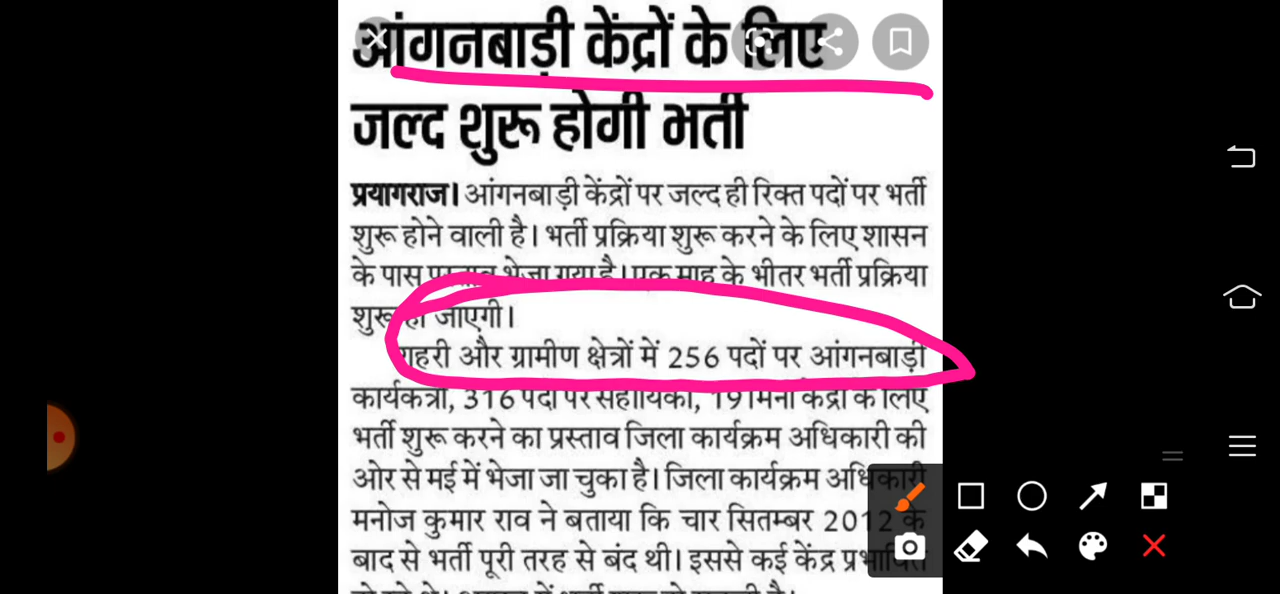 आंगनबाड़ी केंद्रों के लिए
जल्द शुरू होगी भर्ती
प्रयागराज। आंगनबाड़ी केंद्रों पर जल्द ही रिक्त पदों पर भर्ती
शुरू होने वाली है। भर्ती प्रक्रिया शुरू करने के लिए शासन
के पास प्रस्ताव भेजा गया है। एक माह के भीतर भर्ती प्रक्रिया
शुरू हो जाएगी।
शहरी और ग्रामीण क्षेत्रों में 256 पदों पर आंगनबाड़ी
कार्यकत्री, 316 पदों पर सहायिका, 19 मिनी केंद्रों के लिए
भर्ती शुरू करने का प्रस्ताव जिला कार्यक्रम अधिकारी की
ओर से मई में भेजा जा चुका है। जिला कार्यक्रम अधिकारी
मनोज कुमार राव ने बताया कि चार सितम्बर 2012 के
बाद से भर्ती पूरी तरह से बंद थी। इससे कई केंद्र प्रभावित